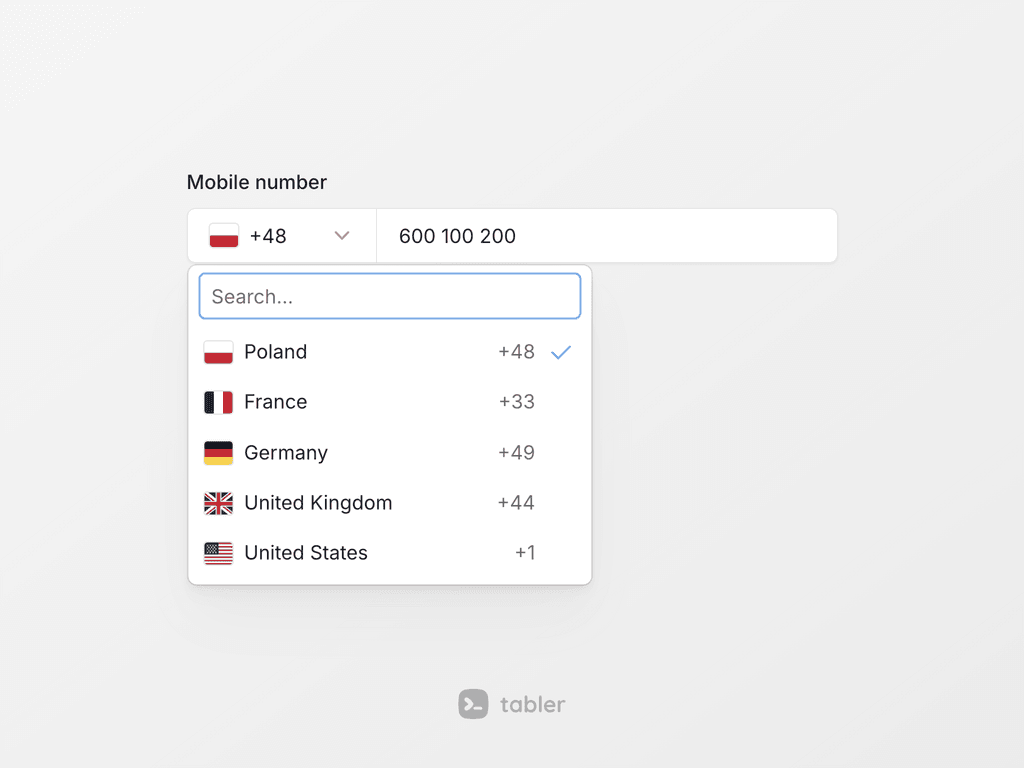 Mobile number
+48 600 100 200
Search...
Poland +48
France +33
Germany +49
United Kingdom +44
United States +1
tabler